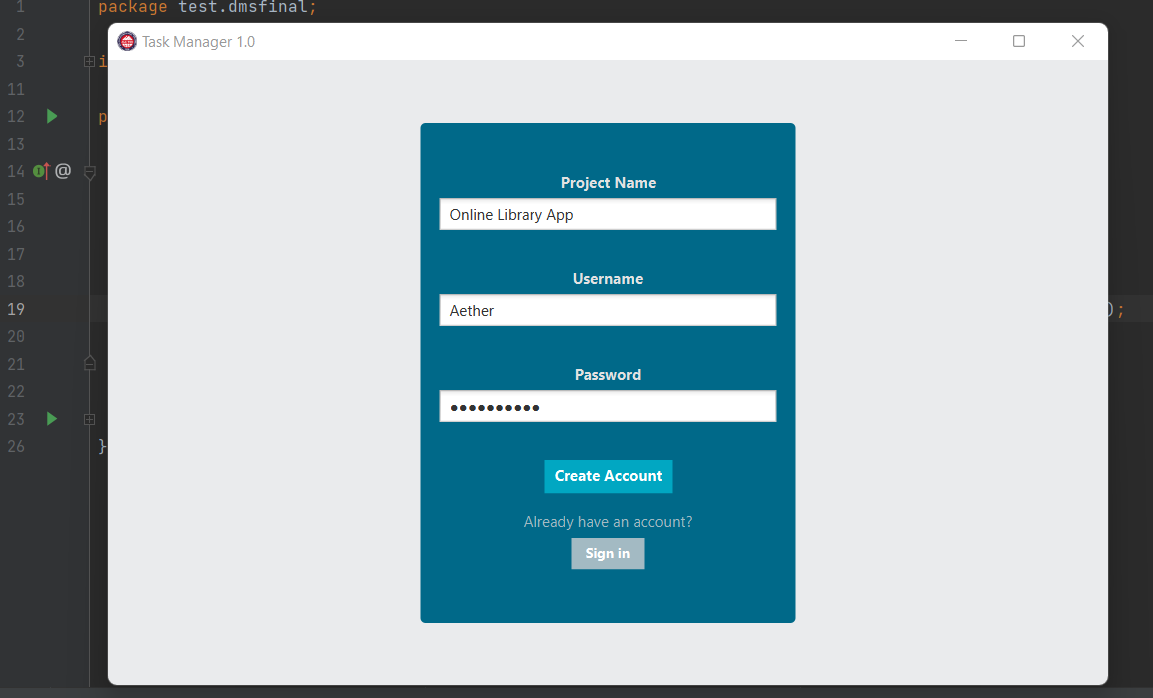 1 package test.dmsfinal;
2
Task Manager 1.0
3 i
11
12 p
13
14 @
15
16
17
18
19 );
20
21
22
23
26 }
Project Name
Online Library App
Username
Aether
Password
●●●●●●●●●●
Create Account
Already have an account?
Sign in